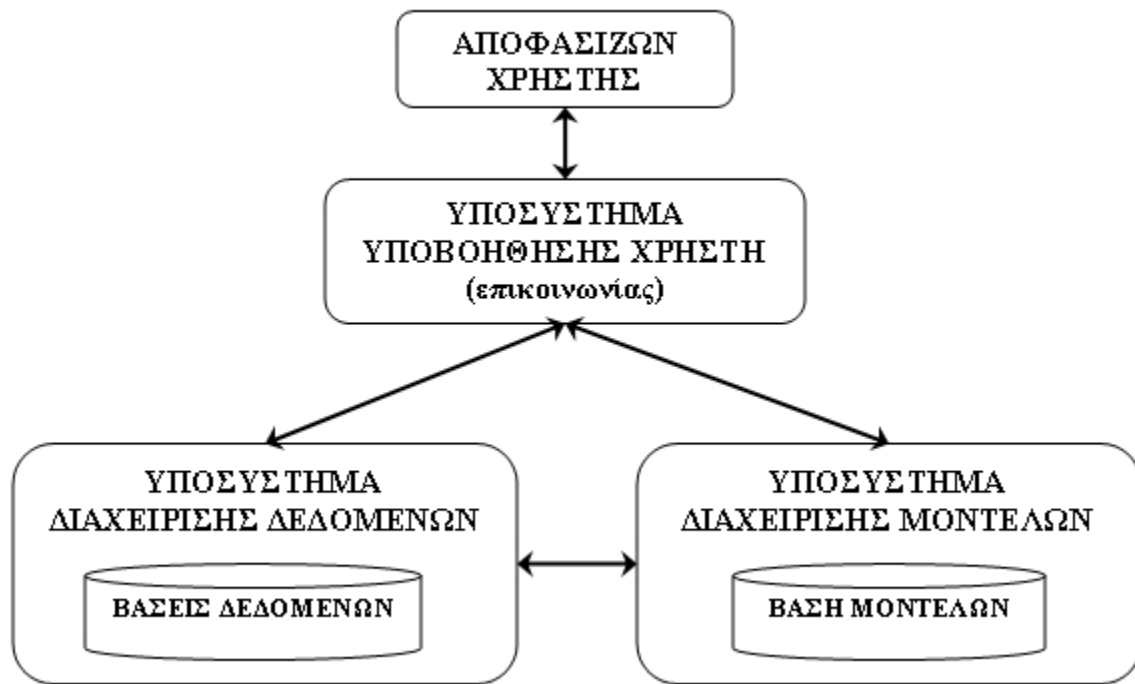 ΑΠΟΦΑΣΙΖΩΝ
ΧΡΗΣΤΗΣ
ΥΠΟΣΥΣΤΗΜΑ
ΥΠΟΒΟΗΘΗΣΗΣ ΧΡΗΣΤΗ
(επικοινωνίας)
ΥΠΟΣΥΣΤΗΜΑ
ΔΙΑΧΕΙΡΙΣΗΣ ΔΕΔΟΜΕΝΩΝ
ΒΑΣΕΙΣ ΔΕΔΟΜΕΝΩΝ
ΥΠΟΣΥΣΤΗΜΑ
ΔΙΑΧΕΙΡΙΣΗΣ ΜΟΝΤΕΛΩΝ
ΒΑΣΗ ΜΟΝΤΕΛΩΝ